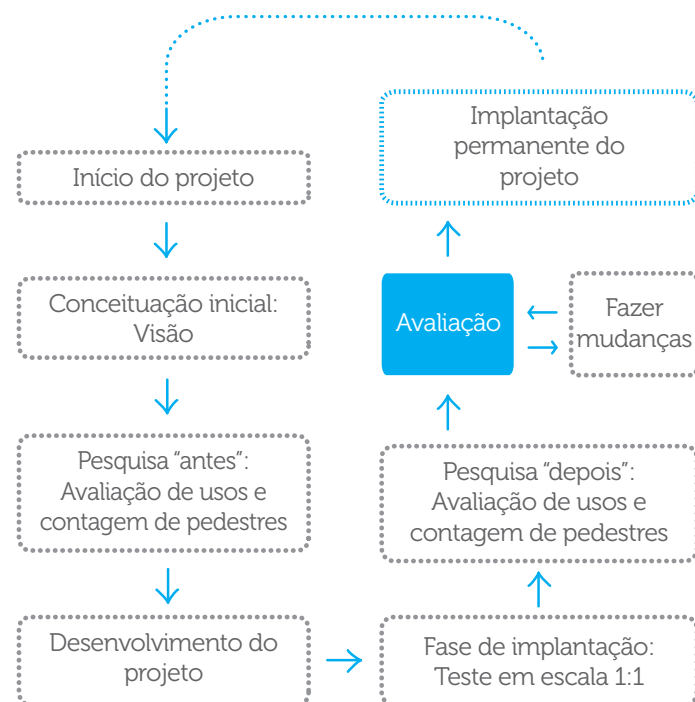 Início do projeto
Conceituação inicial:
Visão
Pesquisa “antes”:
Avaliação de usos e
contagem de pedestres
Desenvolvimento do
projeto
Fase de implantação:
Teste em escala 1:1
Pesquisa “depois”:
Avaliação de usos e
contagem de pedestres
Avaliação
Fazer
mudanças
Implantação
permanente do
projeto